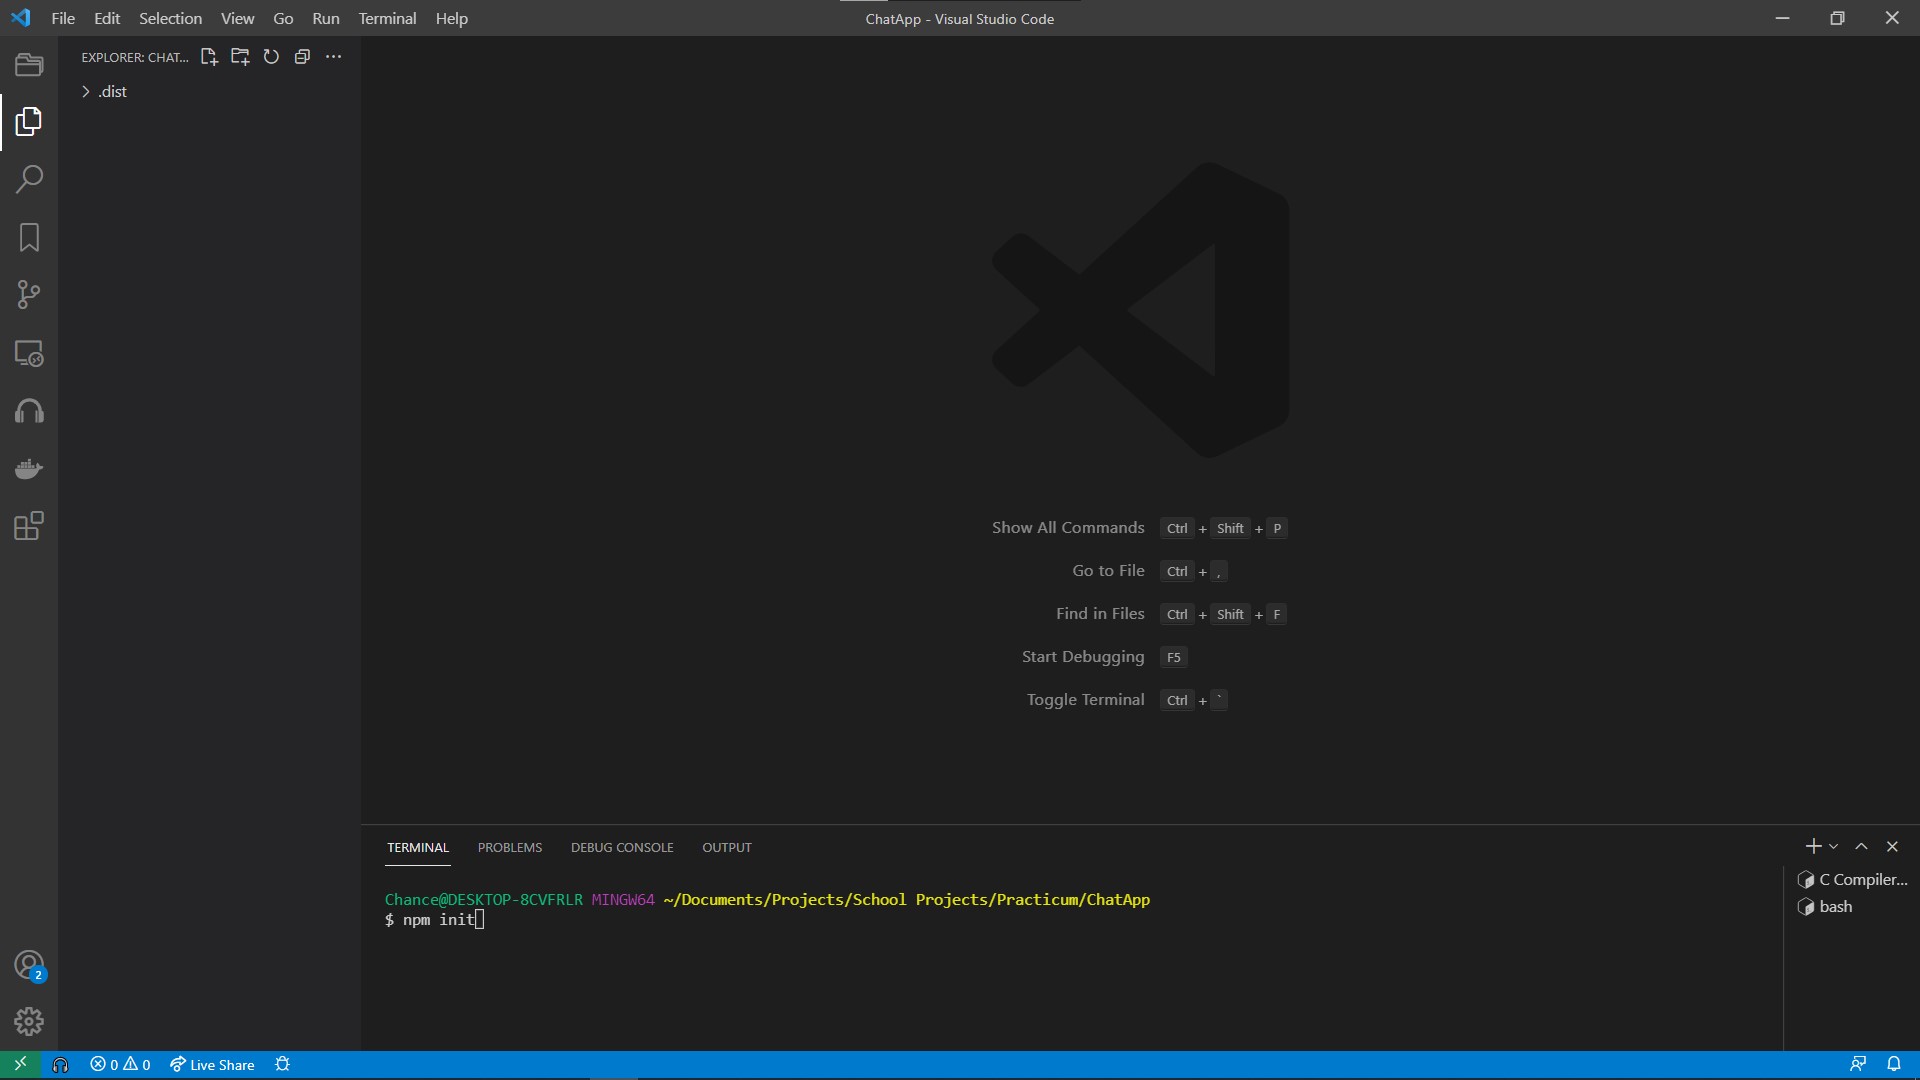 File Edit Selection View Go Run Terminal Help
ChatApp - Visual Studio Code
EXPLORER: CHAT...
.dist
Show All Commands Ctrl + Shift + P
Go to File Ctrl + ,
Find in Files Ctrl + Shift + F
Start Debugging F5
Toggle Terminal Ctrl + `
TERMINAL PROBLEMS DEBUG CONSOLE OUTPUT
Chance@DESKTOP-8CVFRLR MINGW64 ~/Documents/Projects/School Projects/Practicum/ChatApp
$ npm init
C Compiler...
bash
2
0 0 Live Share